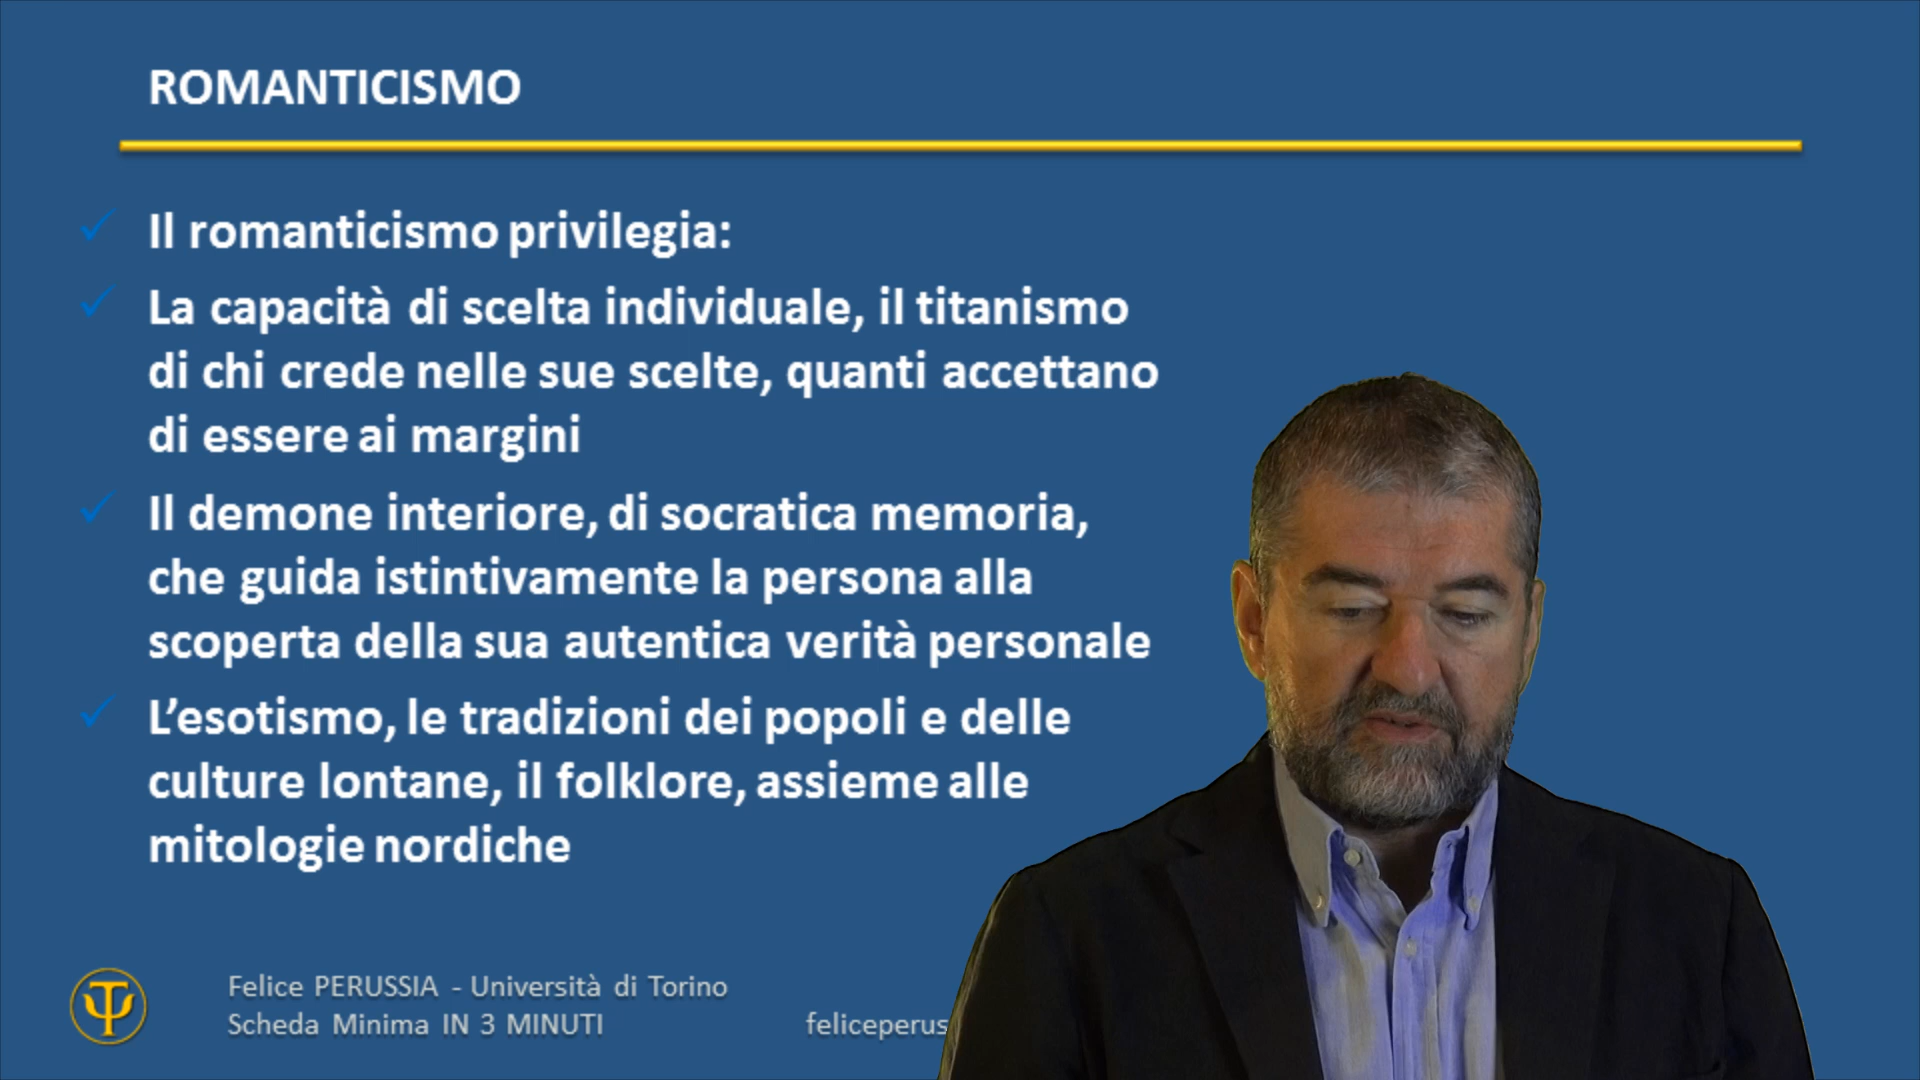 ROMANTICISMO
Il romanticismo privilegia:
La capacità di scelta individuale, il titanismo
di chi crede nelle sue scelte, quanti accettano
di essere ai margini
Il demone interiore, di socratica memoria,
che guida istintivamente la persona alla
scoperta della sua autentica verità personale
L’esotismo, le tradizioni dei popoli e delle
culture lontane, il folklore, assieme alle
mitologie nordiche
Felice PERUSSIA - Università di Torino
Scheda Minima IN 3 MINUTI
feliceperus